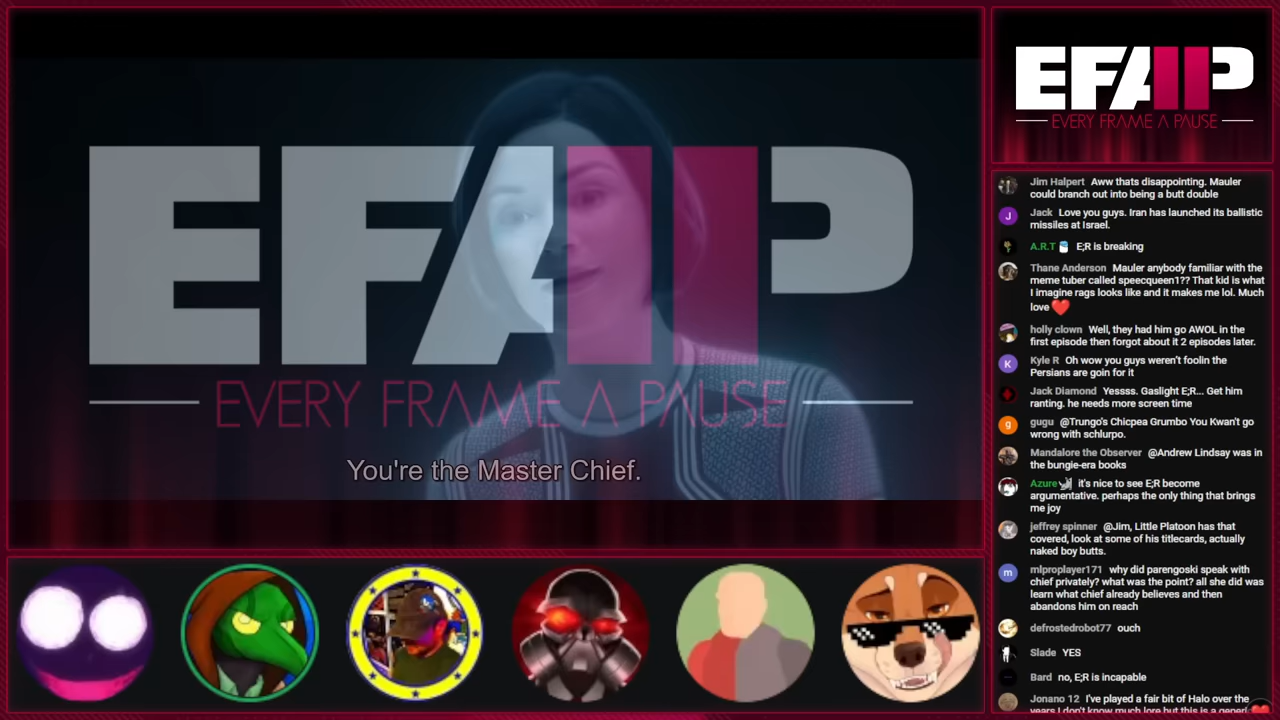 EFAP
EVERY FRAME A PAUSE
You're the Master Chief.
EFAP
EVERY FRAME A PAUSE
Jim Halpert Aww thats disappointing. Mauler
could branch out into being a butt double
J
Jack Love you guys. Iran has launched its ballistic
missiles at Israel.
A.R.T E;R is breaking
Thane Anderson Mauler anybody familiar with the
meme tuber called speecqueen1?? That kid is what
I imagine rags looks like and it makes me lol. Much
love ❤️
holly clown Well, they had him go AWOL in the
first episode then forgot about it 2 episodes later.
K
Kyle R Oh wow you guys weren't foolin the
Persians are goin for it
Jack Diamond Yessss. Gaslight E;R... Get him
ranting. he needs more screen time
g
gugu @Trungo's Chicpea Grumbo You Kwan't go
wrong with schlurpo.
Mandalore the Observer @Andrew Lindsay was in
the bungie-era books
Azure it's nice to see E;R become
argumentative. perhaps the only thing that brings
me joy
jeffrey spinner @Jim, Little Platoon has that
covered, look at some of his titlecards, actually
naked boy butts.
m
mlproplayer171 why did parengoski speak with
chief privately? what was the point? all she did was
learn what chief already believes and then
abandons him on reach
defrostedrobot77 ouch
Slade YES
Bard no, E;R is incapable
Jonano 12 I've played a fair bit of Halo over the
years I don't know much lore but this is a